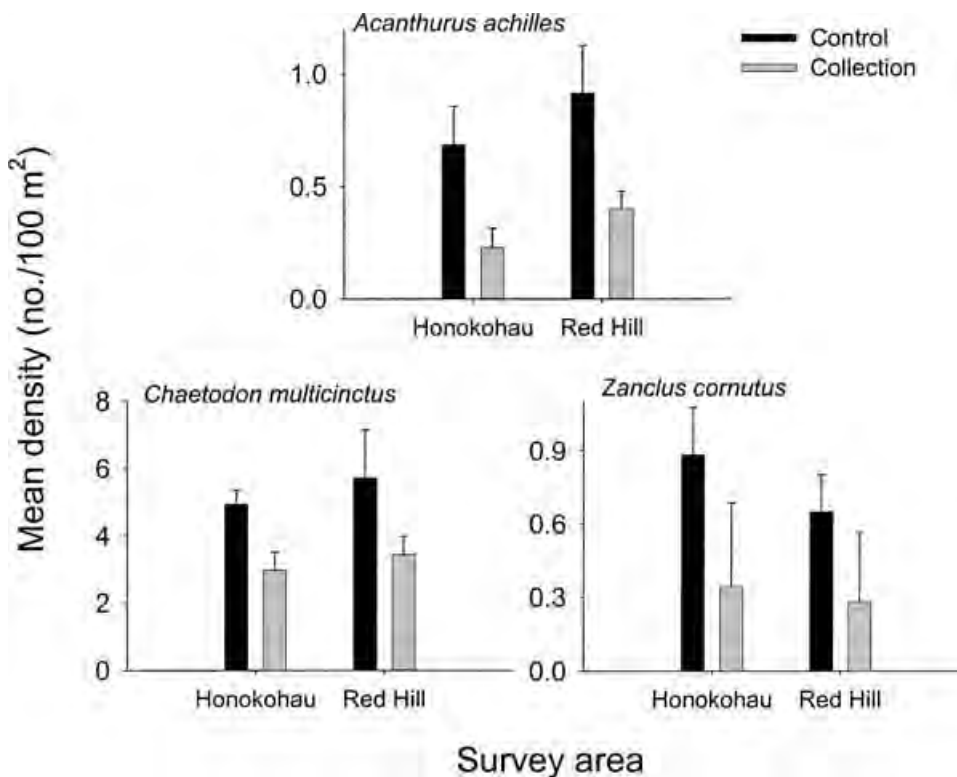 Acanthurus achilles
Control
Collection
Mean density (no./100 m²)
1.0
0.5
0.0
Honokohau Red Hill
Chaetodon multicinctus
8
6
4
2
0
Honokohau Red Hill
Zanclus cornutus
0.9
0.6
0.3
0.0
Honokohau Red Hill
Survey area